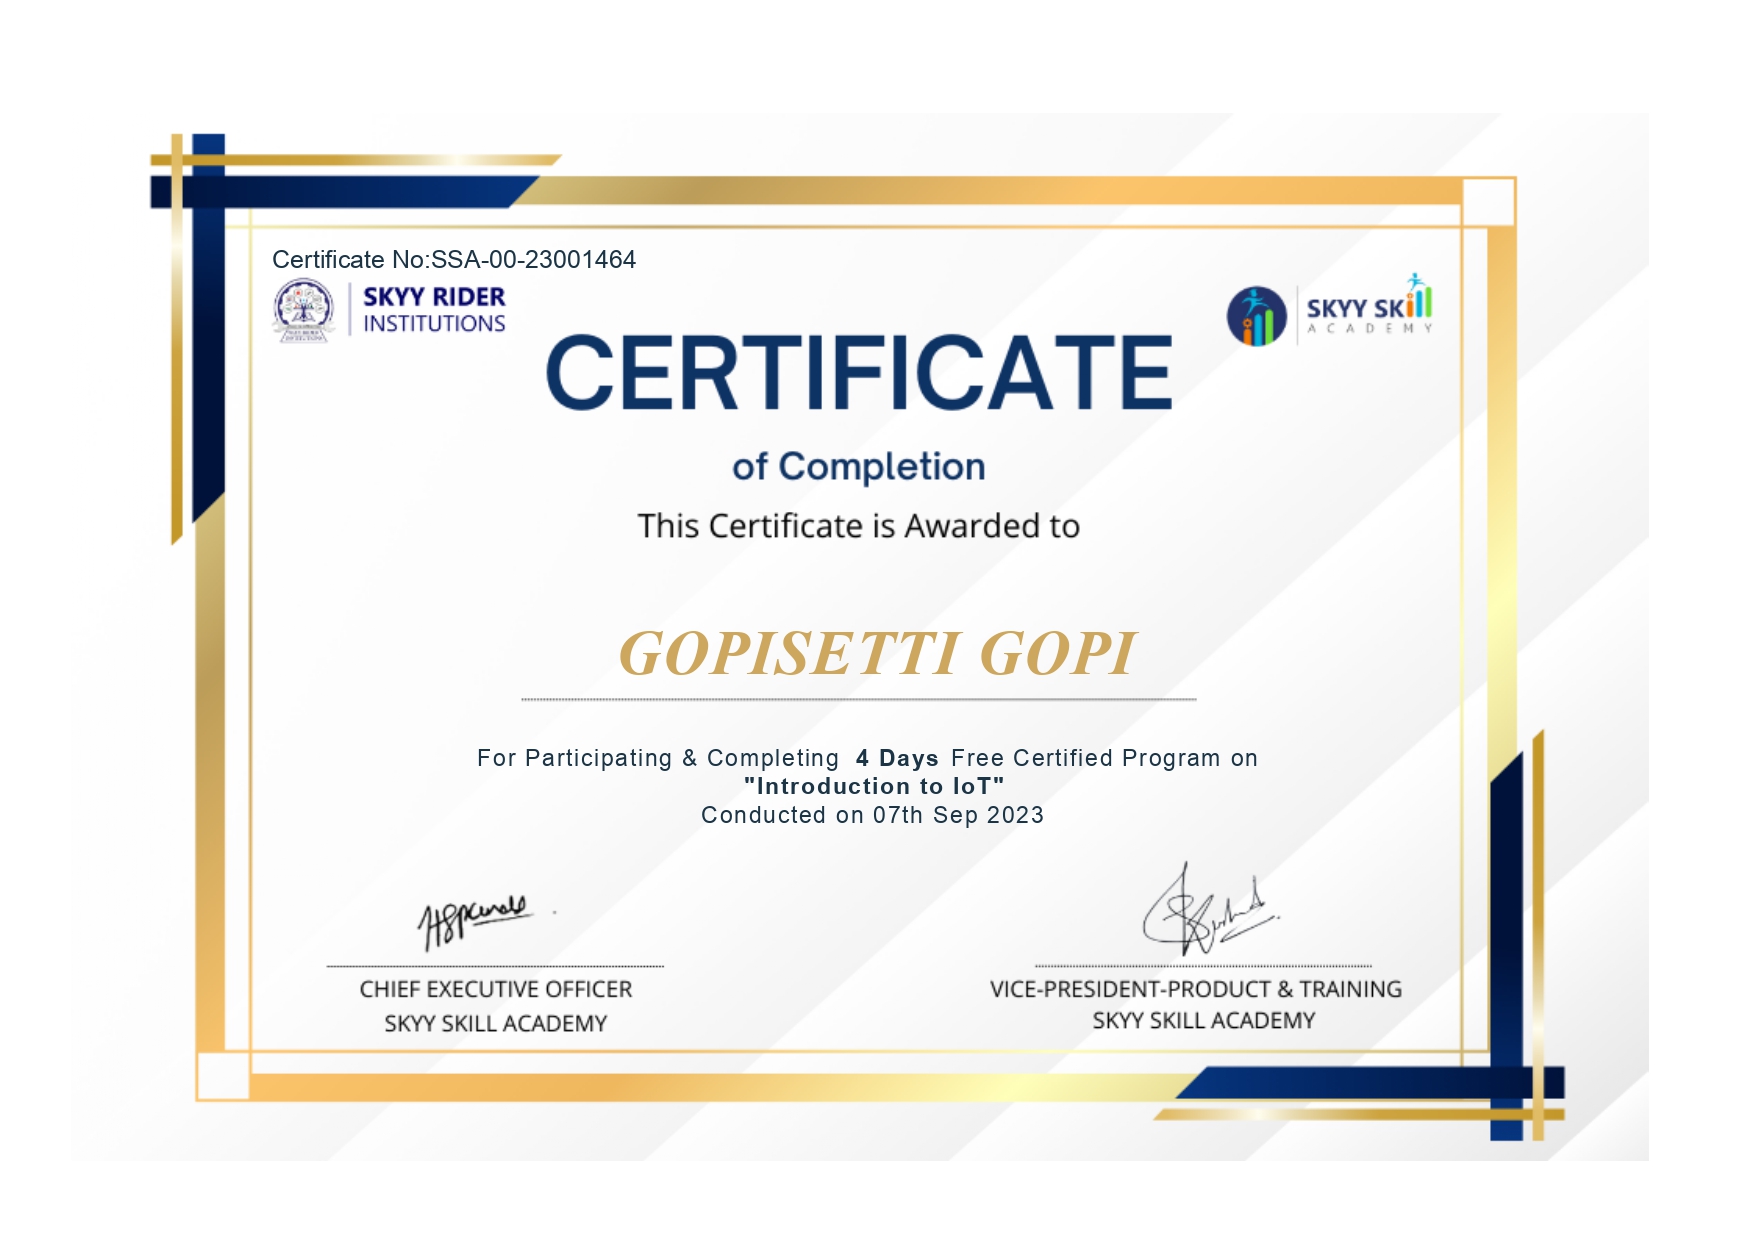 Certificate No:SSA-00-23001464
SKYY RIDER
INSTITUTIONS
SKYY SKill
ACADEMY
CERTIFICATE
of Completion
This Certificate is Awarded to
GOPISETTI GOPI
For Participating & Completing 4 Days Free Certified Program on
"Introduction to IoT"
Conducted on 07th Sep 2023
CHIEF EXECUTIVE OFFICER
SKYY SKILL ACADEMY
VICE-PRESIDENT-PRODUCT & TRAINING
SKYY SKILL ACADEMY